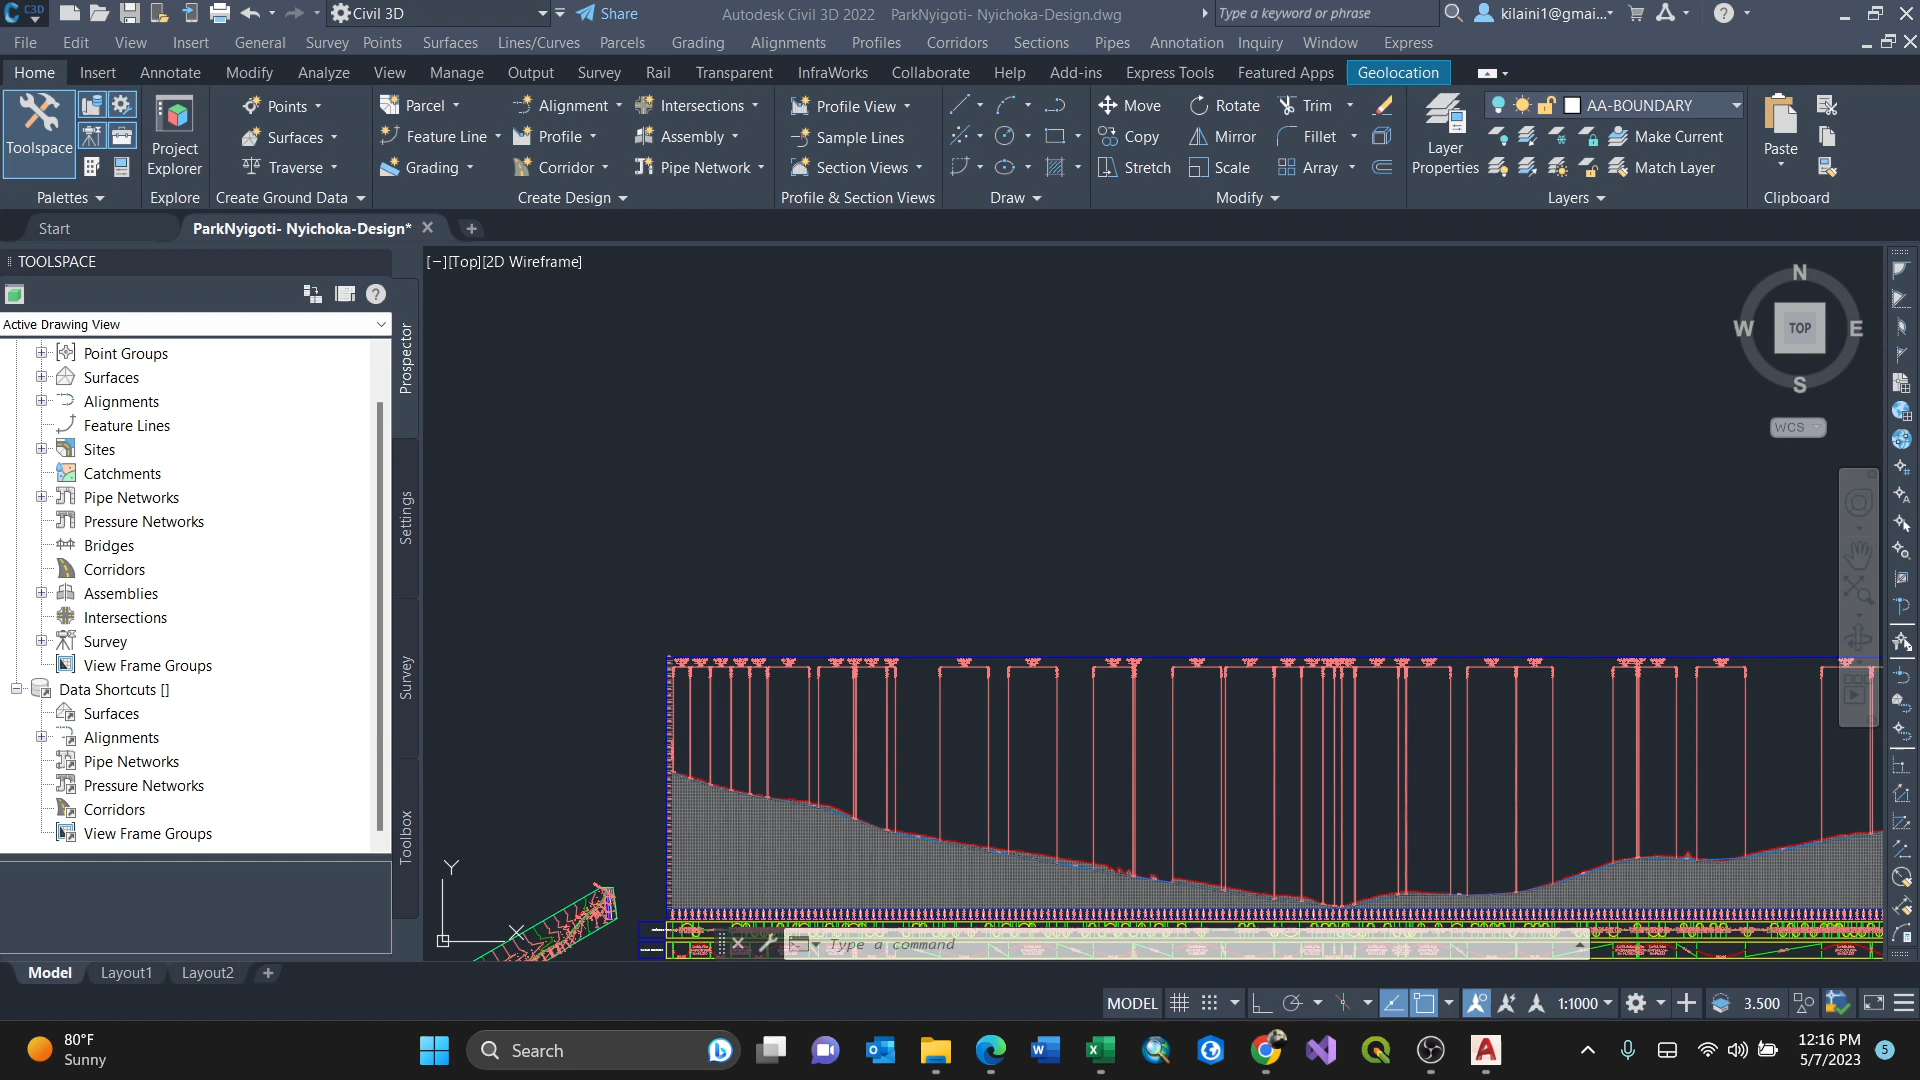 C3D
Civil 3D
Share
Autodesk Civil 3D 2022 ParkNyigoti- Nyichoka-Design.dwg
Type a keyword or phrase
kilaini1@gmai...
File Edit View Insert General Survey Points Surfaces Lines/Curves Parcels Grading Alignments Profiles Corridors Sections Pipes Annotation Inquiry Window Express
Home Insert Annotate Modify Analyze View Manage Output Survey Rail Transparent InfraWorks Collaborate Help Add-ins Express Tools Featured Apps Geolocation
Points Parcel Alignment Intersections Profile View Move Rotate Trim AA-BOUNDARY
Toolspace Project Explorer Surfaces Feature Line Profile Assembly Sample Lines Copy Mirror Fillet Layer Properties Make Current Paste
Traverse Grading Corridor Pipe Network Section Views Stretch Scale Array Match Layer
Palettes Explore Create Ground Data Create Design Profile & Section Views Draw Modify Layers Clipboard
Start ParkNyigoti- Nyichoka-Design*
TOOLSPACE
[−][Top][2D Wireframe]
Active Drawing View
Point Groups
Surfaces
Alignments
Feature Lines
Sites
Catchments
Pipe Networks
Pressure Networks
Bridges
Corridors
Assemblies
Intersections
Survey
View Frame Groups
Data Shortcuts []
Surfaces
Alignments
Pipe Networks
Pressure Networks
Corridors
View Frame Groups
Prospector
Settings
Survey
Toolbox
N
W TOP E
S
WCS
Y
X
Type a command
Model Layout1 Layout2
MODEL 1:1000 3.500
80°F
Sunny
Search
12:16 PM
5/7/2023
5